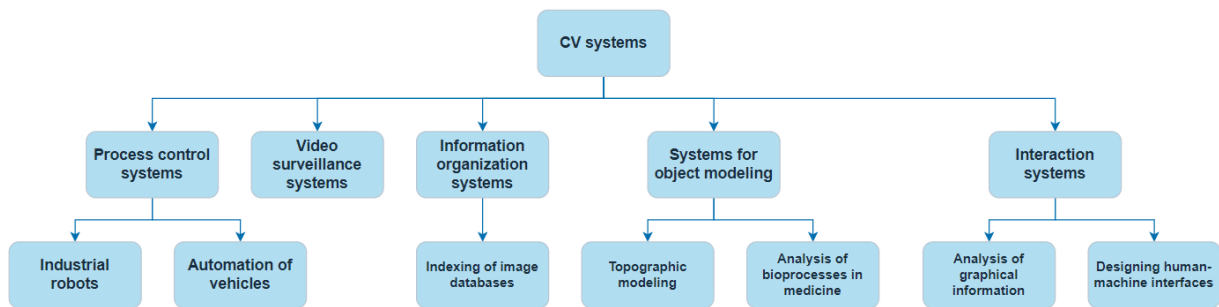 CV systems
Process control
systems
Video
surveillance
systems
Information
organization
systems
Systems for
object modeling
Interaction
systems
Industrial
robots
Automation of
vehicles
Indexing of image
databases
Topographic
modeling
Analysis of
bioprocesses in
medicine
Analysis of
graphical
information
Designing human-
machine interfaces